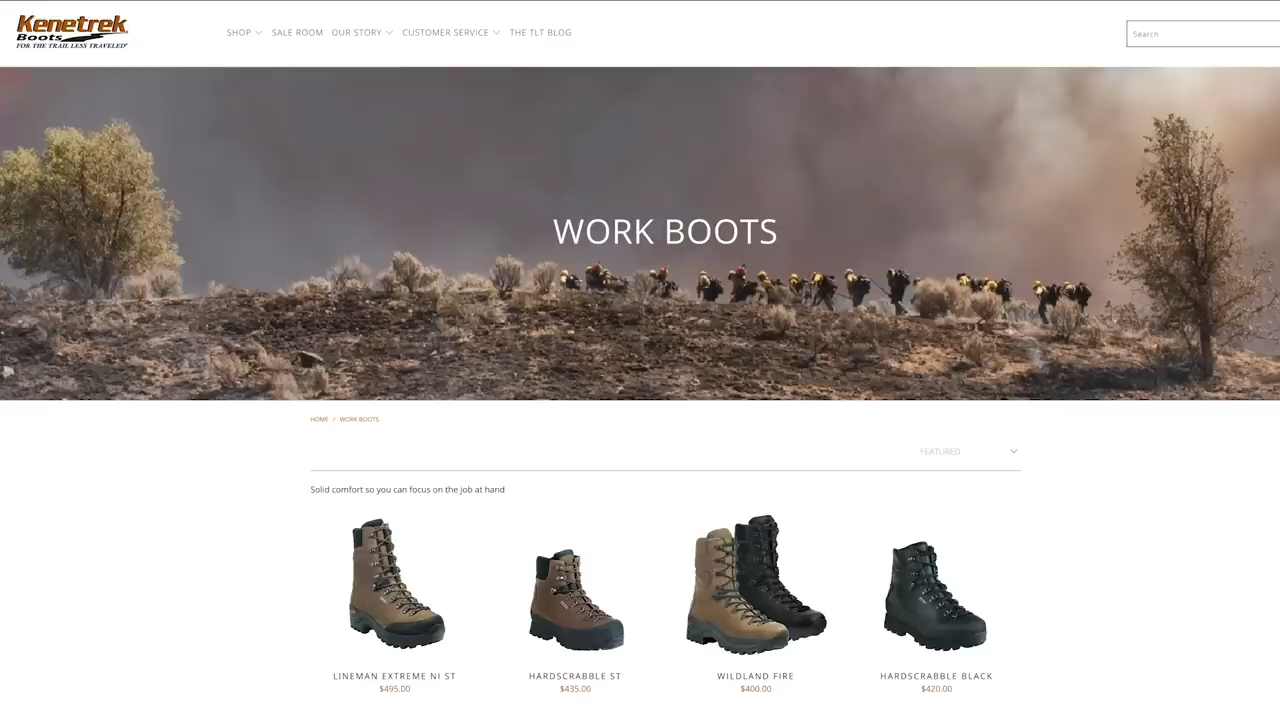 Kenetrek
Boots
FOR THE TRAIL LESS TRAVELED
SHOP SALE ROOM OUR STORY CUSTOMER SERVICE THE TLT BLOG
Search
WORK BOOTS
HOME / WORK BOOTS
FEATURED
Solid comfort so you can focus on the job at hand
LINEMAN EXTREME NI ST
$495.00
HARDSCRABBLE ST
$435.00
WILDLAND FIRE
$400.00
HARDSCRABBLE BLACK
$420.00